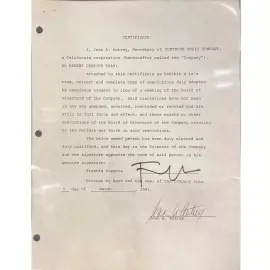 CERTIFICATE
I, Jean A. Autrey, Secretary of ZOETROPE MUSIC COMPANY,
a California corporation (hereinafter called the "Company"),
DO HEREBY CERTIFY THAT:
Attached to this Certificate as Exhibit A is a
true, correct and complete copy of resolutions duly adopted
by unanimous consent in lieu of a meeting of the Board of
Directors of the Company. Said resolutions have not been
in any way amended, annulled, rescinded or revoked and are
still in full force and effect, and there exists no other
resolutions of the Board of Directors of the Company relating
to the matters set forth in such resolutions.
The below named person has been duly elected and
duly qualified, and this day is the Director of the Company and
the signature opposite the name of said person is his
genuine signature:
Francis Coppola
Witness my hand and the seal of the Company this
day of March 1981.